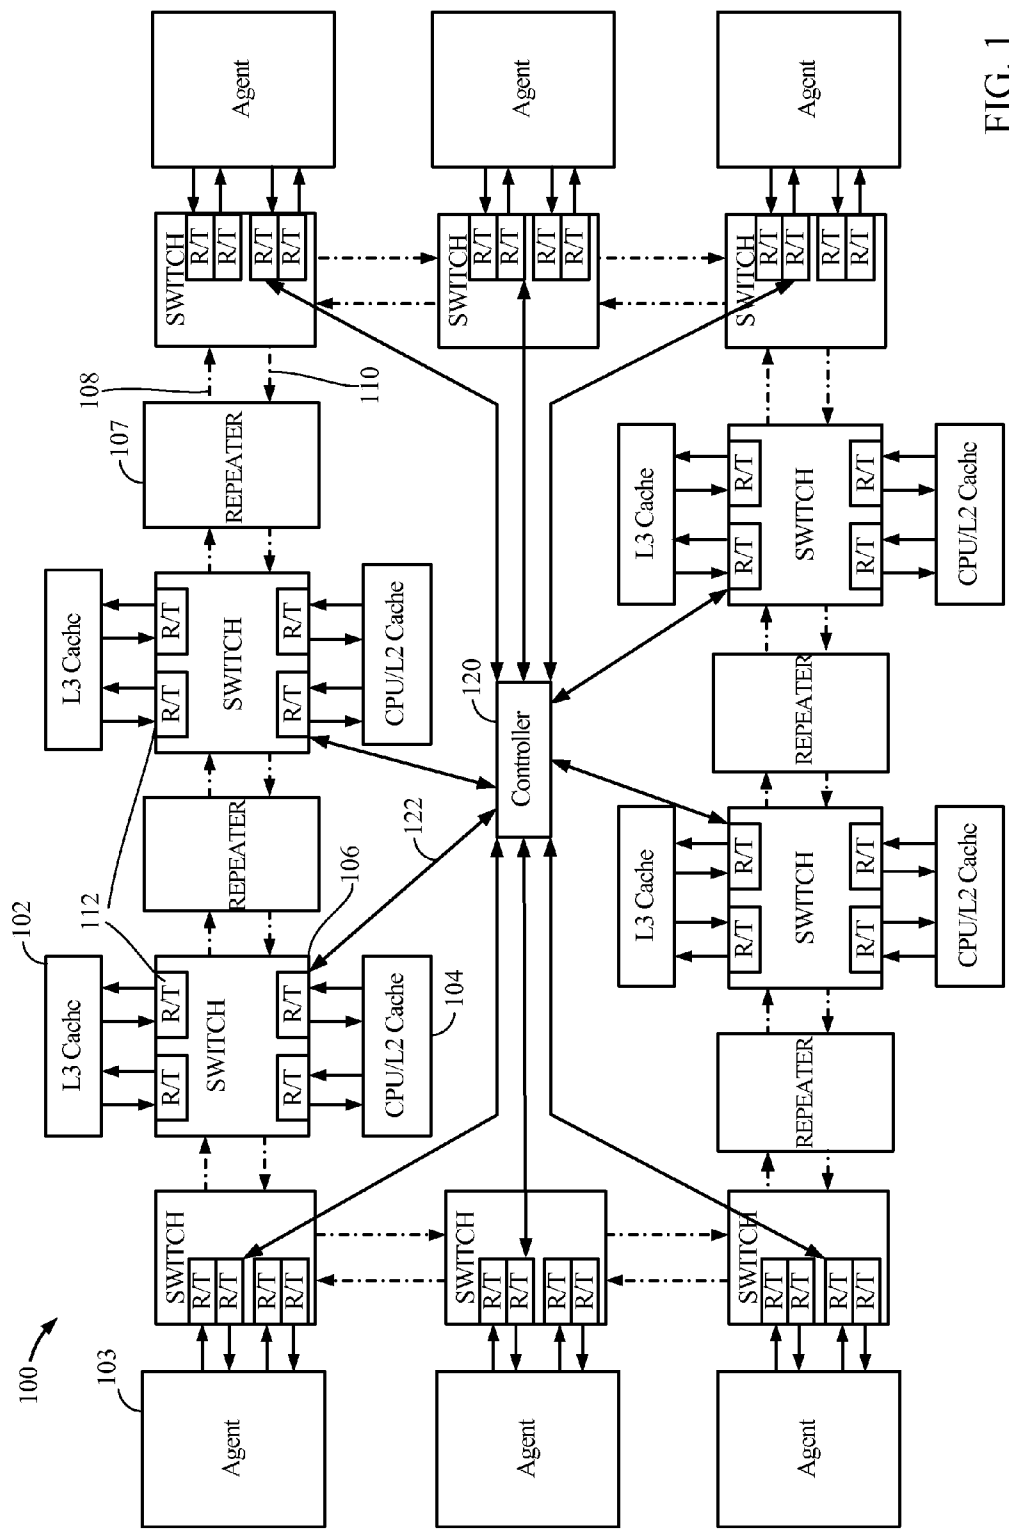 100
102
112
L3 Cache
L3 Cache
108
103
107
Agent
SWITCH
R/T
R/T
R/T
R/T
R/T
R/T
SWITCH
R/T
R/T
REPEATER
R/T
R/T
SWITCH
R/T
R/T
REPEATER
SWITCH
R/T
R/T
R/T
R/T
Agent
106
110
CPU/L2 Cache
CPU/L2 Cache
104
122
120
Agent
SWITCH
R/T
R/T
R/T
R/T
Controller
SWITCH
R/T
R/T
R/T
R/T
Agent
L3 Cache
L3 Cache
Agent
SWITCH
R/T
R/T
R/T
R/T
REPEATER
R/T
R/T
SWITCH
R/T
R/T
REPEATER
R/T
R/T
SWITCH
R/T
R/T
SWITCH
R/T
R/T
R/T
R/T
Agent
CPU/L2 Cache
CPU/L2 Cache
FIG. 1